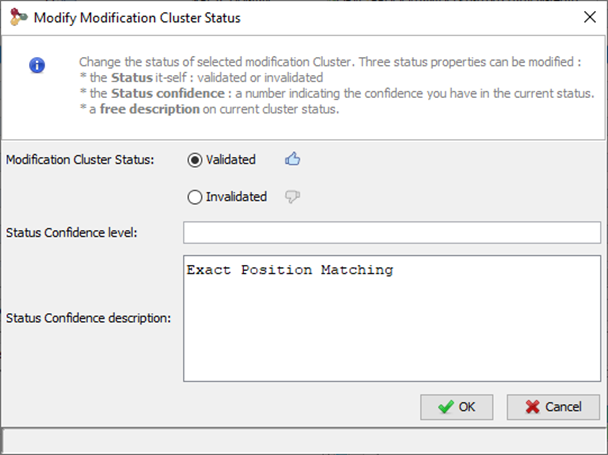 Modify Modification Cluster Status
Change the status of selected modification Cluster. Three status properties can be modified :
* the Status it-self : validated or invalidated
* the Status confidence : a number indicating the confidence you have in the current status.
* a free description on current cluster status.
Modification Cluster Status:
Validated
Invalidated
Status Confidence level:
Status Confidence description:
Exact Position Matching
OK
Cancel